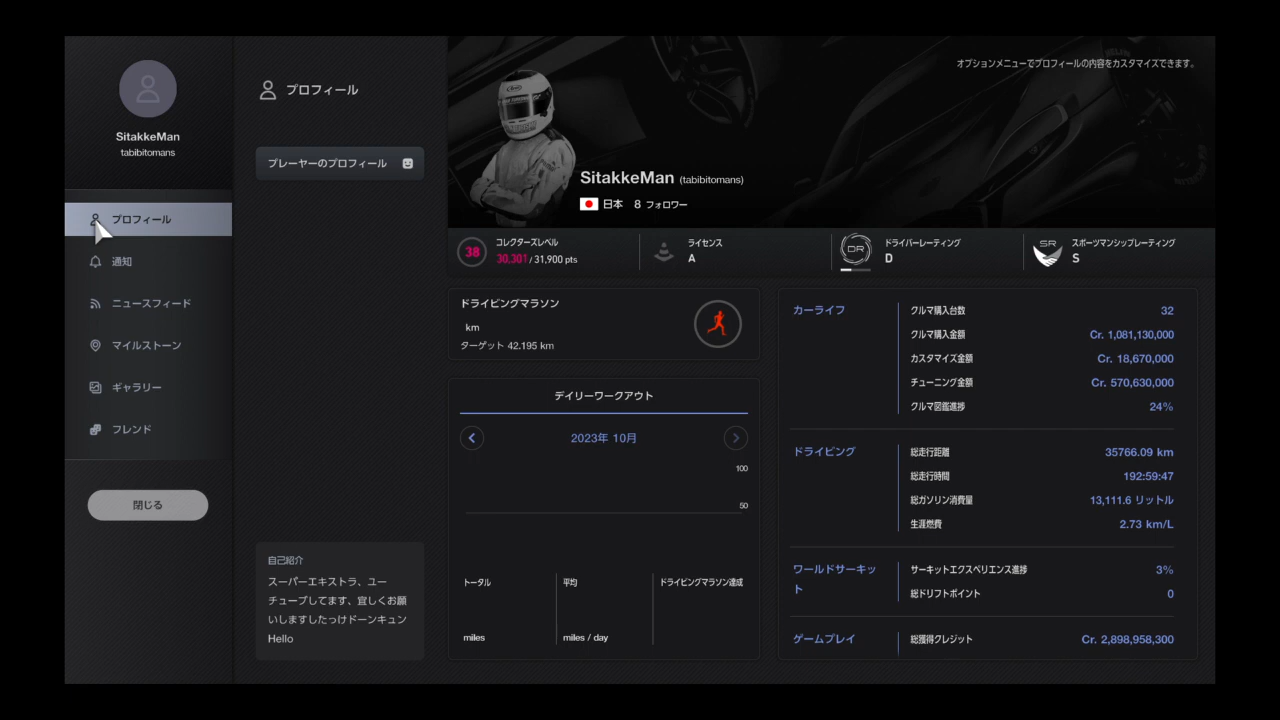 SitakkeMan
tabibitomans
プロフィール
通知
ニュースフィード
マイルストーン
ギャラリー
フレンド
閉じる
プロフィール
プレーヤーのプロフィール
自己紹介
スーパーエキストラ、ユー
チューブしてます、宜しくお願
いしますしたっけドーンキュン
Hello
オプションメニューでプロフィールの内容をカスタマイズできます。
SitakkeMan (tabibitomans)
日本 8 フォロワー
38 コレクターズレベル
30,301 / 31,900 pts
ライセンス
A
DR ドライバーレーティング
D
SR スポーツマンシップレーティング
S
ドライビングマラソン
km
ターゲット 42.195 km
デイリーワークアウト
2023年 10月
100
50
トータル
miles
平均
miles / day
ドライビングマラソン達成
カーライフ
クルマ購入台数 32
クルマ購入金額 Cr. 1,081,130,000
カスタマイズ金額 Cr. 18,670,000
チューニング金額 Cr. 570,630,000
クルマ図鑑進捗 24%
ドライビング
総走行距離 35766.09 km
総走行時間 192:59:47
総ガソリン消費量 13,111.6 リットル
生涯燃費 2.73 km/L
ワールドサーキッ
ト
サーキットエクスペリエンス進捗 3%
総ドリフトポイント 0
ゲームプレイ
総獲得クレジット Cr. 2,898,958,300